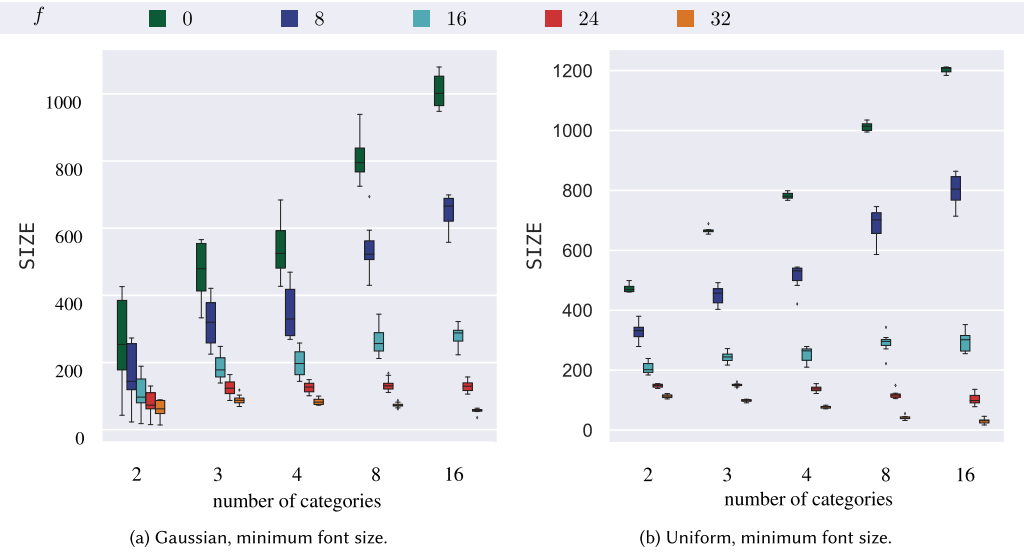 f 0 8 16 24 32
SIZE
1000
800
600
400
200
0
2 3 4 8 16
number of categories
(a) Gaussian, minimum font size.
SIZE
1200
1000
800
600
400
200
0
2 3 4 8 16
number of categories
(b) Uniform, minimum font size.